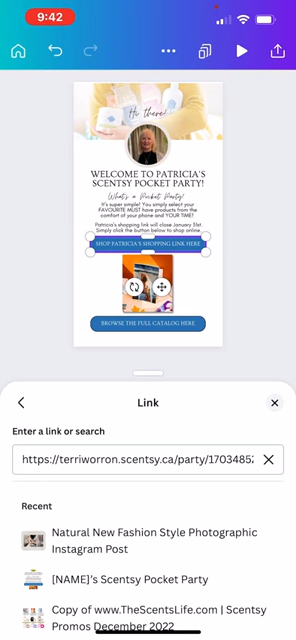 9:42
Hi there!
WELCOME TO PATRICIA'S
SCENTSY POCKET PARTY!
What's a Pocket Party?
It's super simple! You simply select your
FAVOURITE MUST have products from the
comfort of your phone and YOUR TIME!
Patricia's shopping link will close January 31st.
Simply click the button below to shop online.
SHOP PATRICIA'S SHOPPING LINK HERE
BROWSE THE FULL CATALOG HERE
Link
Enter a link or search
https://terriworron.scentsy.ca/party/1703485
Recent
Natural New Fashion Style Photographic
Instagram Post
[NAME]'s Scentsy Pocket Party
Copy of www.TheScentsLife.com | Scentsy
Promos December 2022